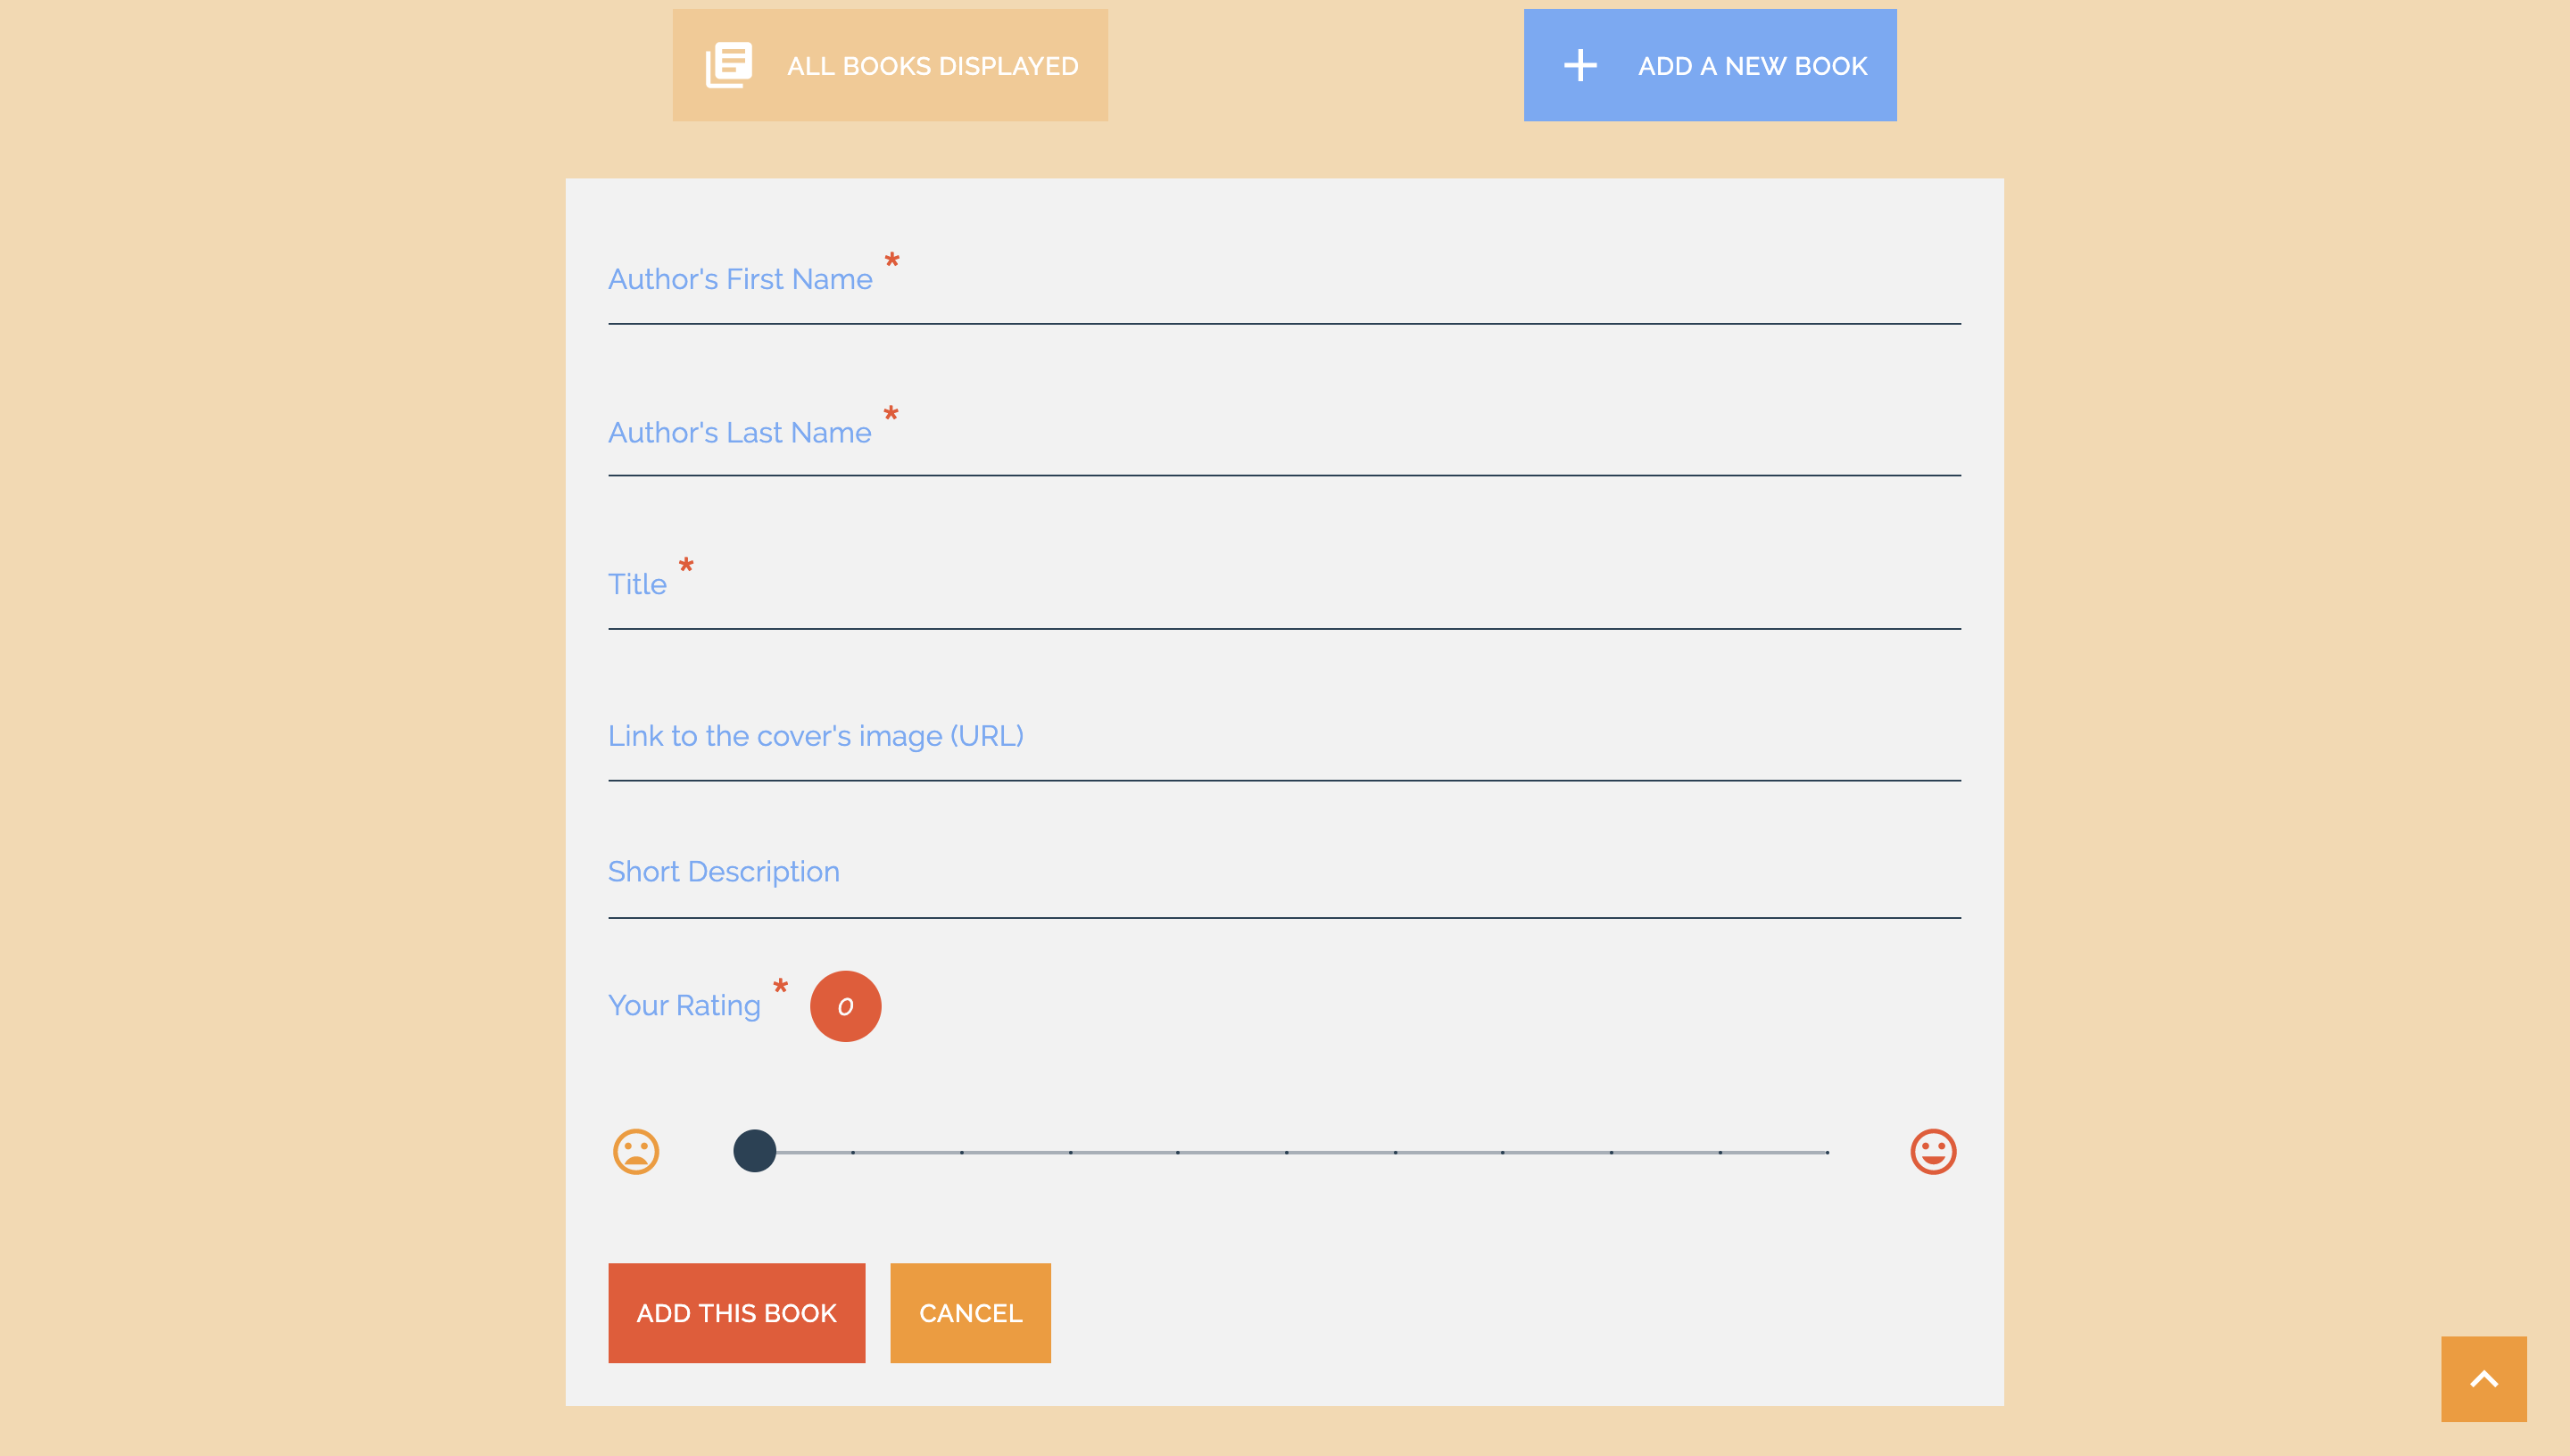 ALL BOOKS DISPLAYED
ADD A NEW BOOK
Author's First Name *
Author's Last Name *
Title *
Link to the cover's image (URL)
Short Description
Your Rating * 0
ADD THIS BOOK
CANCEL